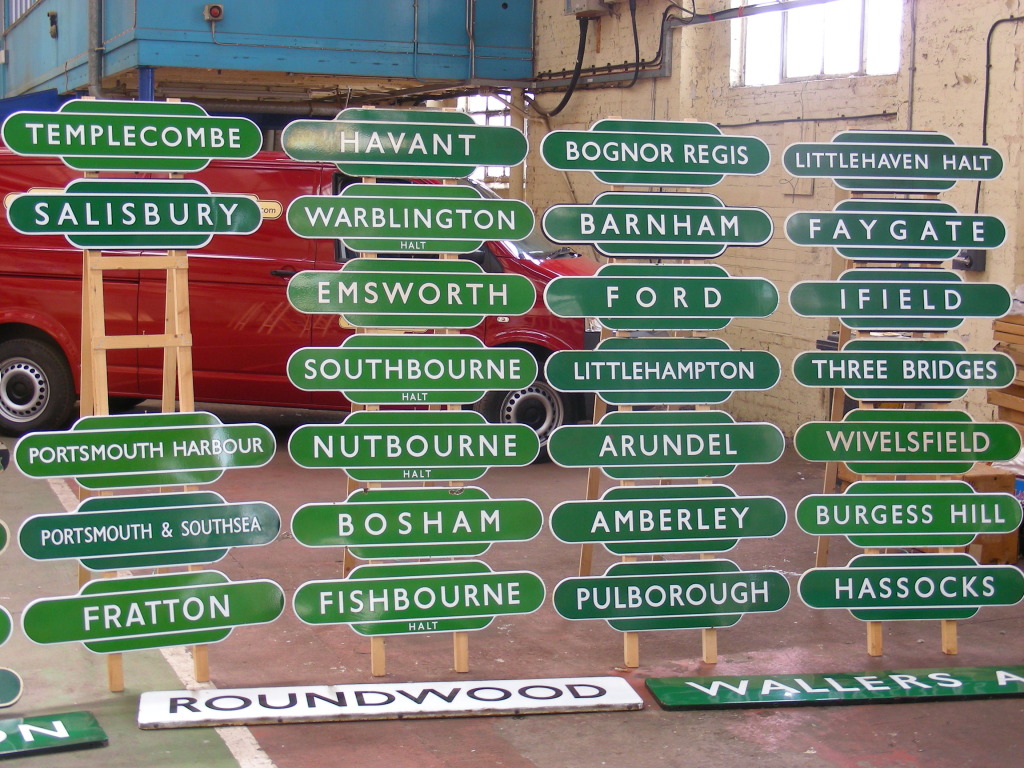 TEMPLECOMBE
SALISBURY
.com
PORTSMOUTH HARBOUR
PORTSMOUTH & SOUTHSEA
FRATTON
HAVANT
WARBLINGTON
HALT
EMSWORTH
SOUTHBOURNE
HALT
NUTBOURNE
HALT
BOSHAM
FISHBOURNE
HALT
BOGNOR REGIS
BARNHAM
FORD
LITTLEHAMPTON
ARUNDEL
AMBERLEY
PULBOROUGH
LITTLEHAVEN HALT
FAYGATE
IFIELD
THREE BRIDGES
WIVELSFIELD
BURGESS HILL
HASSOCKS
ON
ROUNDWOOD
WALLERS A